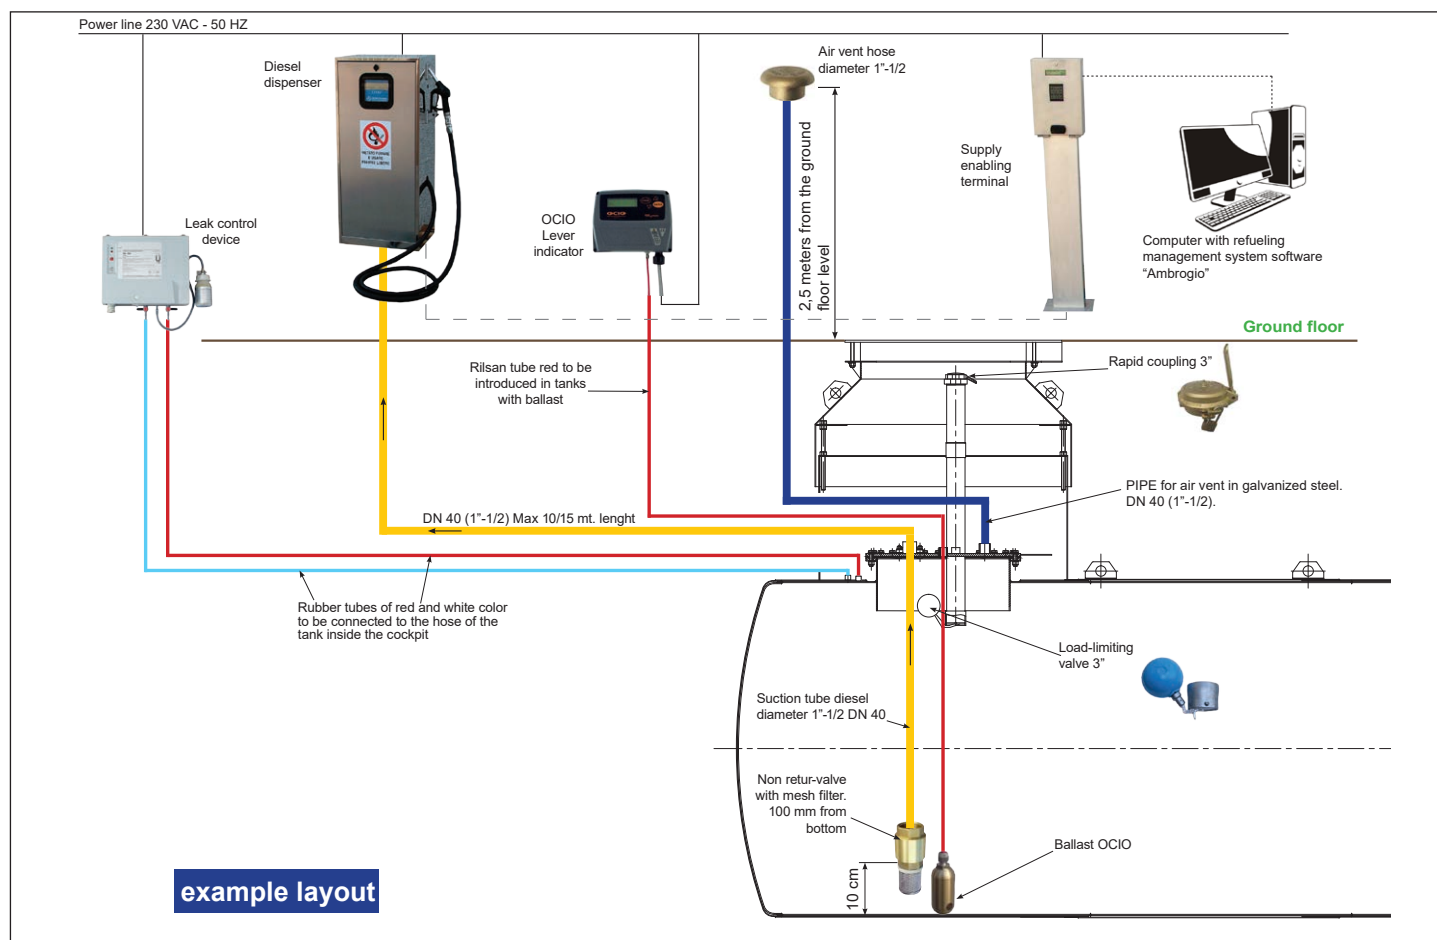 Power line 230 VAC - 50 HZ
Diesel
dispenser
Air vent hose
diameter 1"-1/2
Supply
enabling
terminal
Leak control
device
OCIO
Lever
indicator
OCIO
2,5 meters from the ground
floor level
Computer with refueling
management system software
“Ambrogio”
Ground floor
Rilsan tube red to be
introduced in tanks
with ballast
Rapid coupling 3”
PIPE for air vent in galvanized steel.
DN 40 (1”-1/2).
DN 40 (1”-1/2) Max 10/15 mt. lenght
Rubber tubes of red and white color
to be connected to the hose of the
tank inside the cockpit
Load-limiting
valve 3”
Suction tube diesel
diameter 1”-1/2 DN 40
Non retur-valve
with mesh filter.
100 mm from
bottom
Ballast OCIO
10 cm
example layout